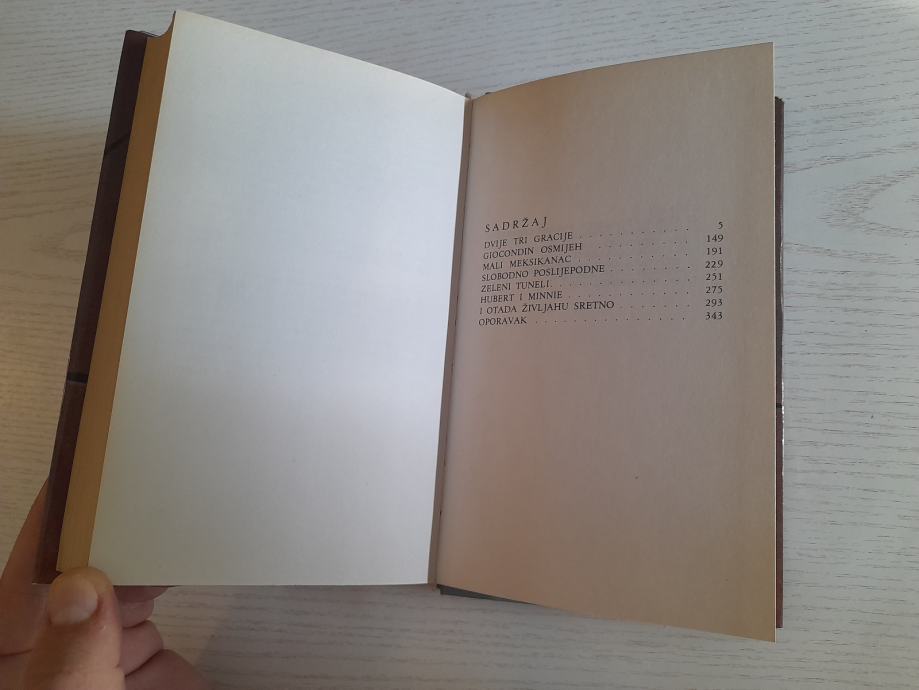 SADRŽAJ
DVIJE TRI GRACIJE . . . . . . . . . . . 5
GIOCONDIN OSMIJEH . . . . . . . . . . 149
MALI MEKSIKANAC . . . . . . . . . . . 191
SLOBODNO POSLIJEPODNE . . . . . . . . 229
ZELENI TUNELI . . . . . . . . . . . . . 251
HUBERT I MINNIE . . . . . . . . . . . . 275
I OTADA ŽIVLJAHU SRETNO . . . . . . . 293
OPORAVAK . . . . . . . . . . . . . . . 343